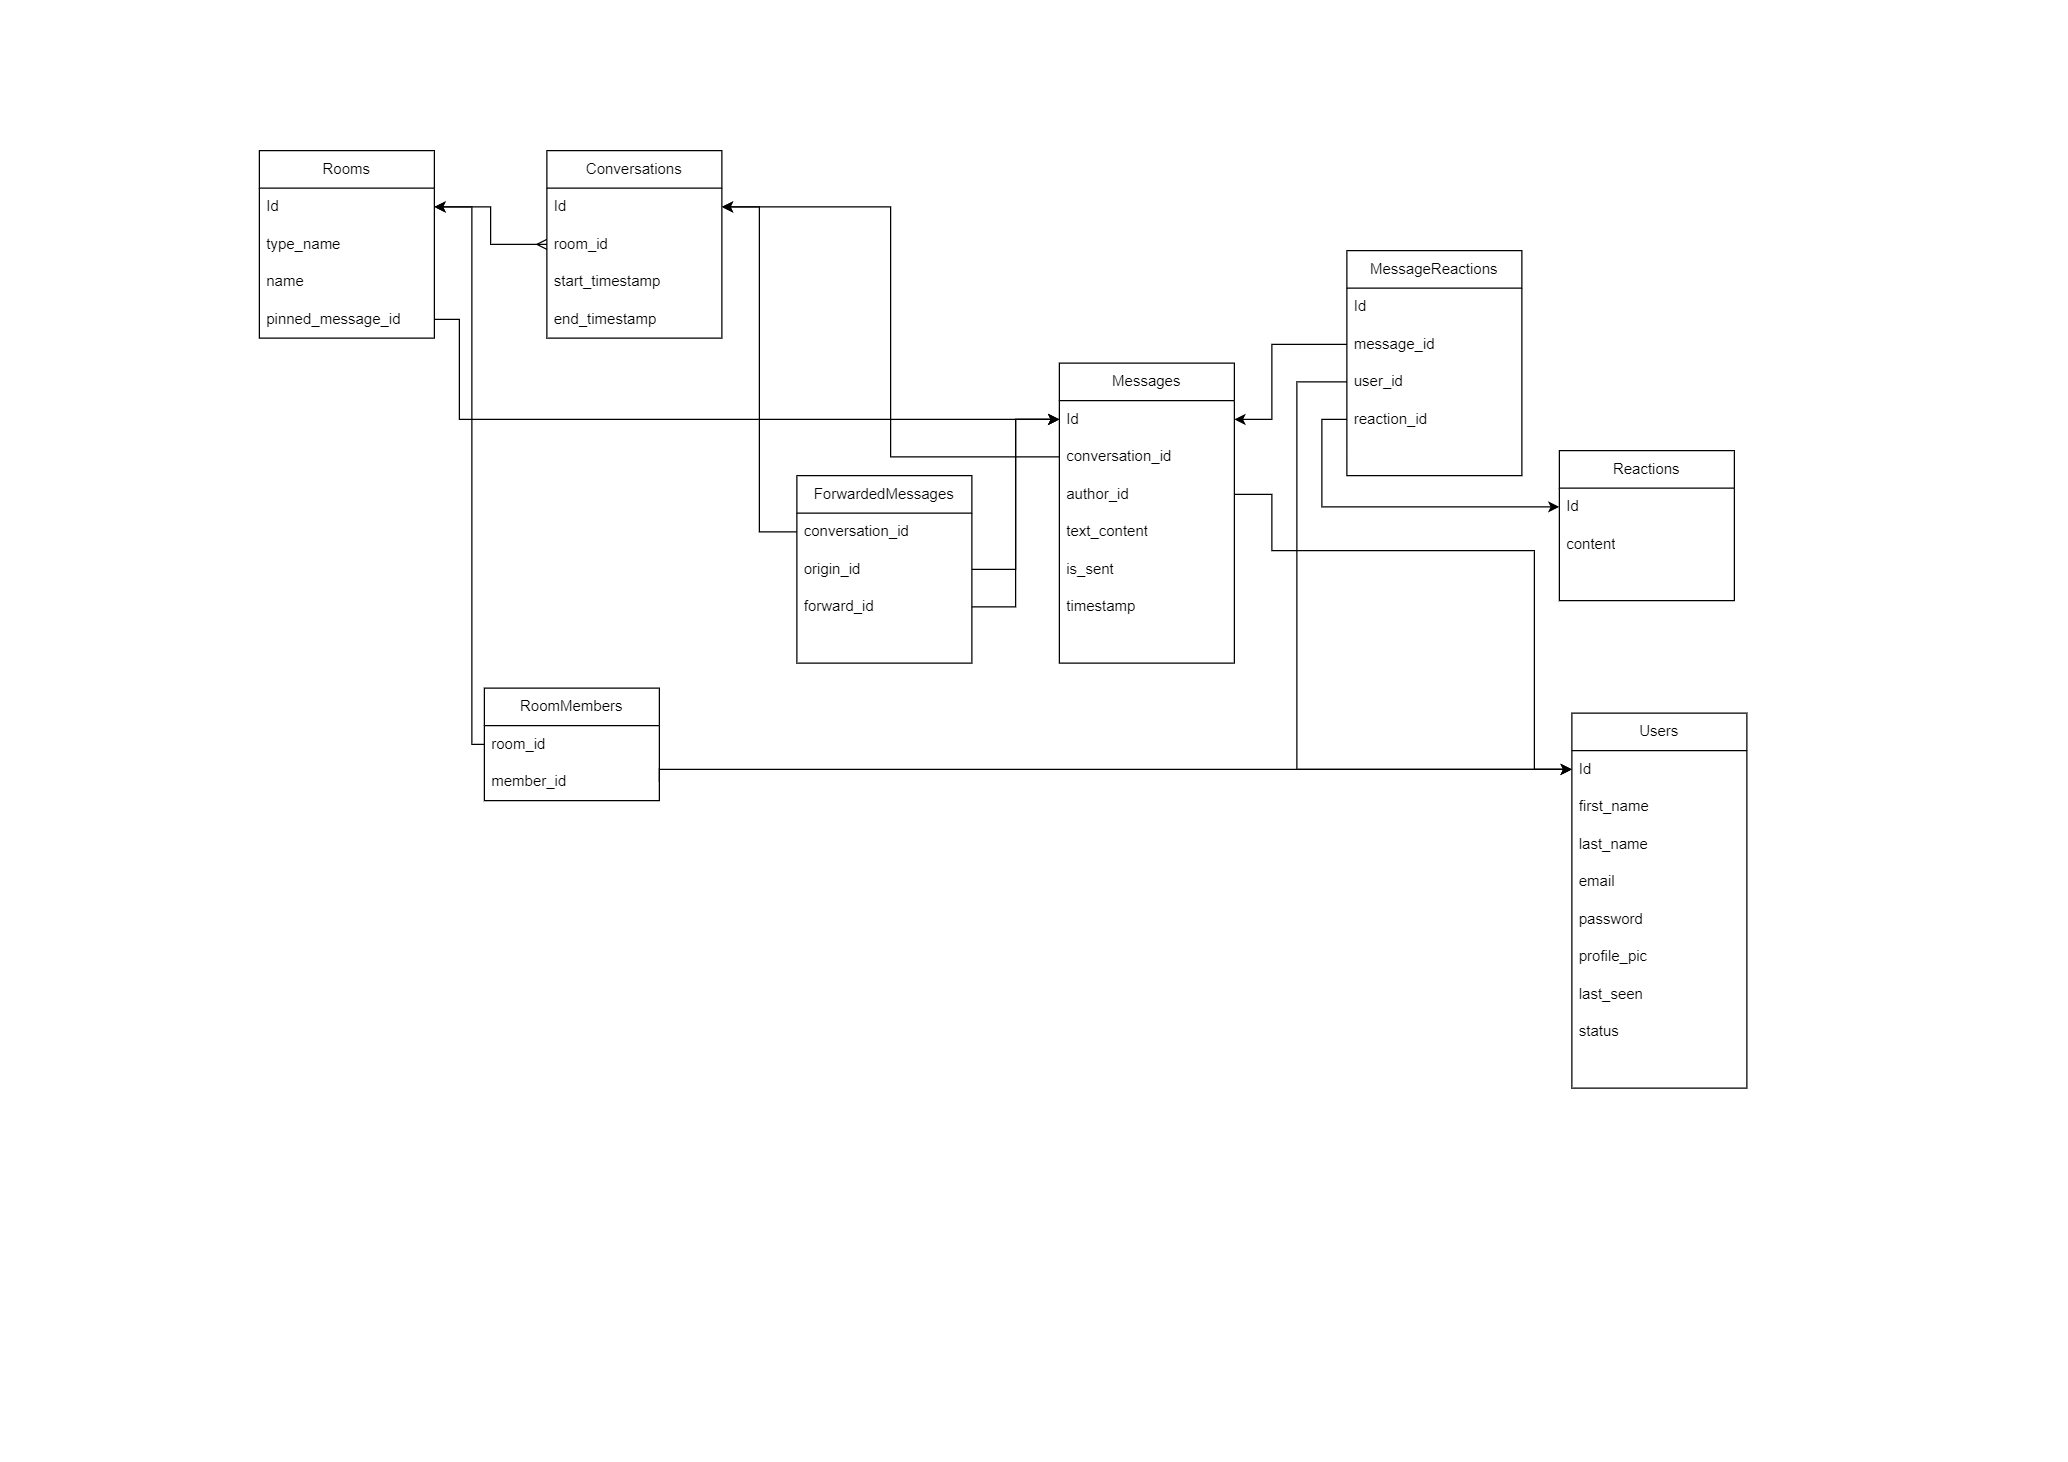 Rooms
Id
type_name
name
pinned_message_id
Conversations
Id
room_id
start_timestamp
end_timestamp
MessageReactions
Id
message_id
user_id
reaction_id
Messages
Id
conversation_id
author_id
text_content
is_sent
timestamp
Reactions
Id
content
ForwardedMessages
conversation_id
origin_id
forward_id
RoomMembers
room_id
member_id
Users
Id
first_name
last_name
email
password
profile_pic
last_seen
status